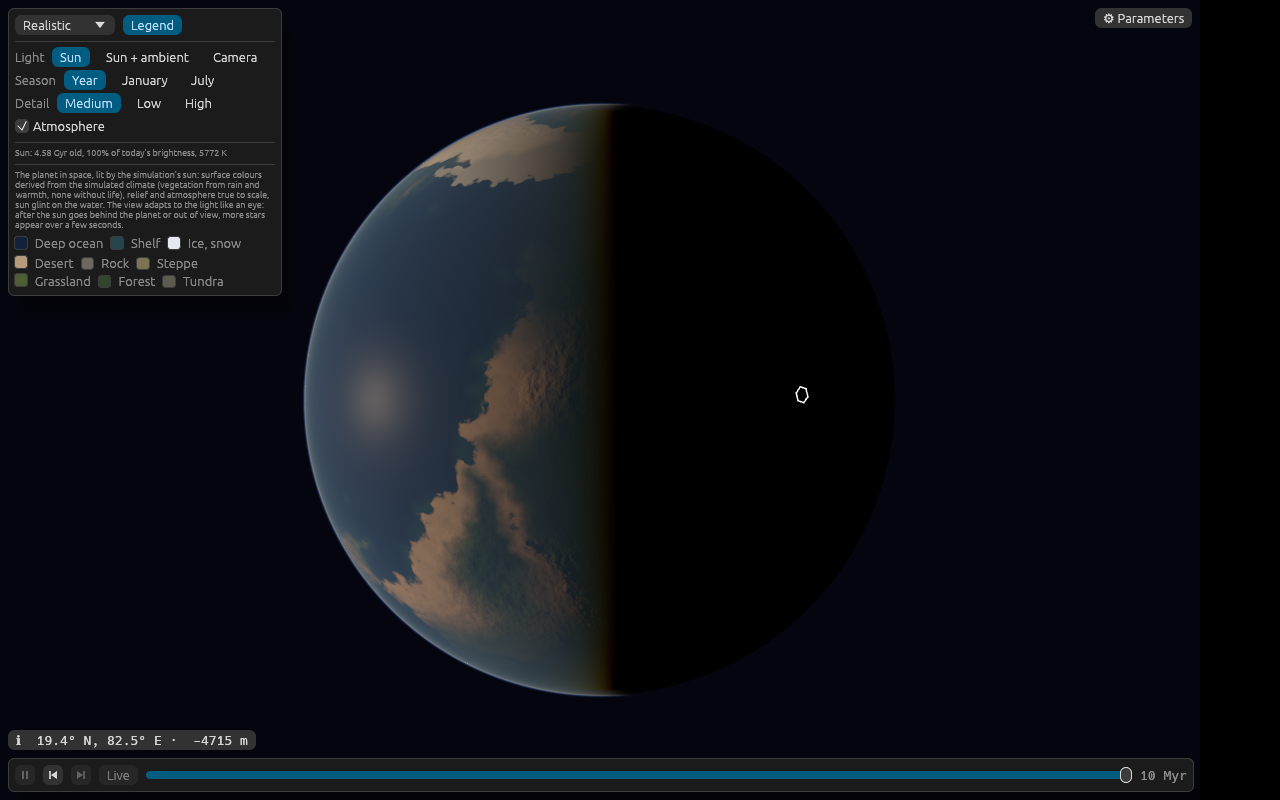 Realistic
Legend
Parameters
Light Sun Sun + ambient Camera
Season Year January July
Detail Medium Low High
Atmosphere
Sun: 4.58 Gyr old, 100% of today's brightness, 5772 K
The planet in space, lit by the simulation's sun: surface colours
derived from the simulated climate (vegetation from rain and
warmth, none without life), relief and atmosphere true to scale,
sun glint on the water. The view adapts to the light like an eye:
after the sun goes behind the planet or out of view, more stars
appear over a few seconds.
Deep ocean Shelf Ice, snow
Desert Rock Steppe
Grassland Forest Tundra
19.4° N, 82.5° E · −4715 m
Live
10 Myr